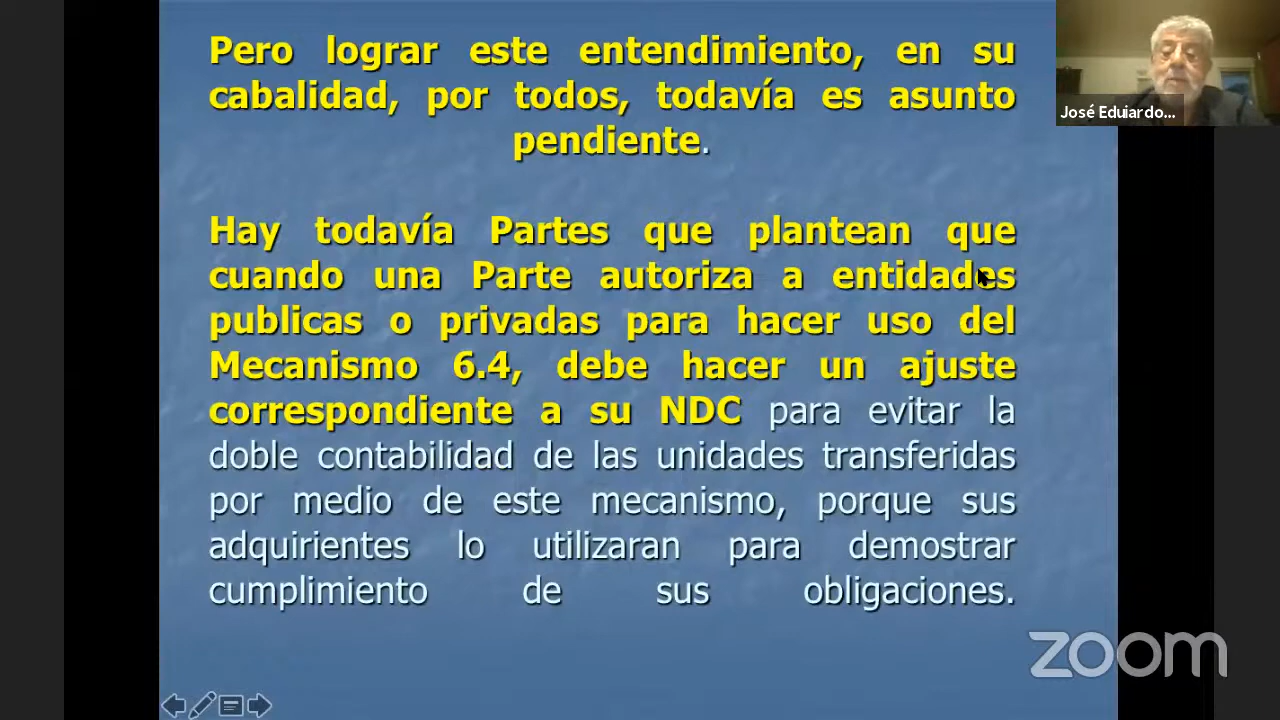 Pero lograr este entendimiento, en su
cabalidad, por todos, todavía es asunto
pendiente.
Hay todavía Partes que plantean que
cuando una Parte autoriza a entidades
publicas o privadas para hacer uso del
Mecanismo 6.4, debe hacer un ajuste
correspondiente a su NDC para evitar la
doble contabilidad de las unidades transferidas
por medio de este mecanismo, porque sus
adquirientes lo utilizaran para demostrar
cumplimiento de sus obligaciones.
José Eduiardo...
zoom